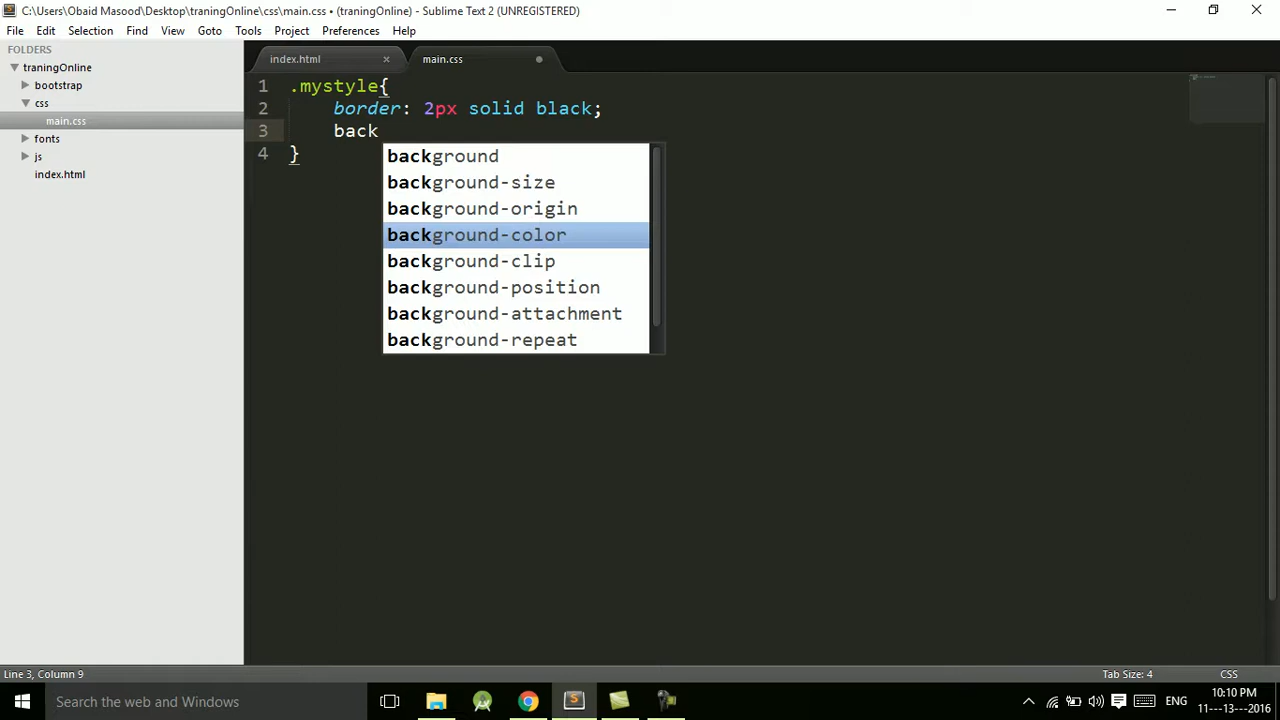 C:\Users\Obaid Masood\Desktop\traningOnline\css\main.css • (traningOnline) - Sublime Text 2 (UNREGISTERED)
File Edit Selection Find View Goto Tools Project Preferences Help
FOLDERS
traningOnline
bootstrap
css
main.css
fonts
js
index.html
index.html main.css
1 .mystyle{
2 border: 2px solid black;
3 back
4 }
background
background-size
background-origin
background-color
background-clip
background-position
background-attachment
background-repeat
Line 3, Column 9 Tab Size: 4 CSS
Search the web and Windows
ENG
10:10 PM
11---13---2016